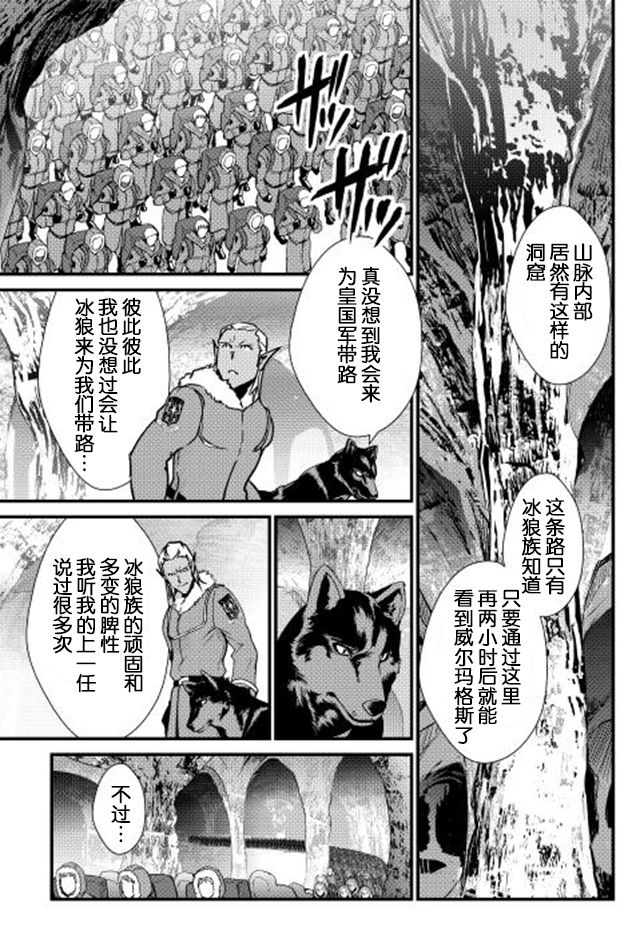 山脉内部
居然有这样的
洞窟
这条路只有
冰狼族知道
只要通过这里
再两小时后就能
看到威尔玛格斯了
ザッ
ザッ
真没想到我会来
为皇国军带路
彼此彼此
我也没想过会让
冰狼来为我们带路…
冰狼族的顽固和
多变的脾性
我听我的上一任
说过很多次
不过…